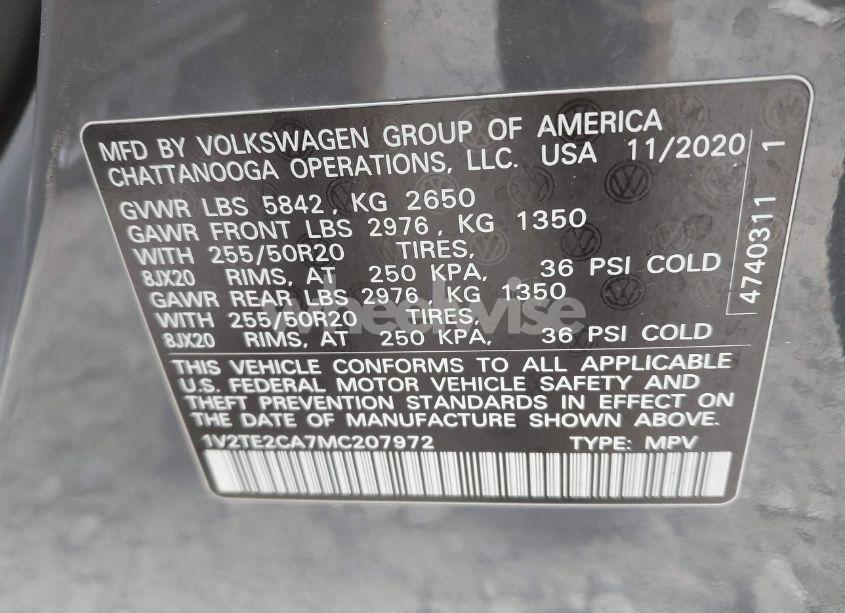 MFD BY VOLKSWAGEN GROUP OF AMERICA
CHATTANOOGA OPERATIONS, LLC. USA 11/2020
GVWR LBS 5842, KG 2650
GAWR FRONT LBS 2976, KG 1350
WITH 255/50R20 TIRES,
8JX20 RIMS, AT 250 KPA, 36 PSI COLD
GAWR REAR LBS 2976, KG 1350
WITH 255/50R20 TIRES,
8JX20 RIMS, AT 250 KPA, 36 PSI COLD
4740311 1
THIS VEHICLE CONFORMS TO ALL APPLICABLE
U.S. FEDERAL MOTOR VEHICLE SAFETY AND
THEFT PREVENTION STANDARDS IN EFFECT ON
THE DATE OF MANUFACTURE SHOWN ABOVE.
1V2TE2CA7MC207972 TYPE: MPV